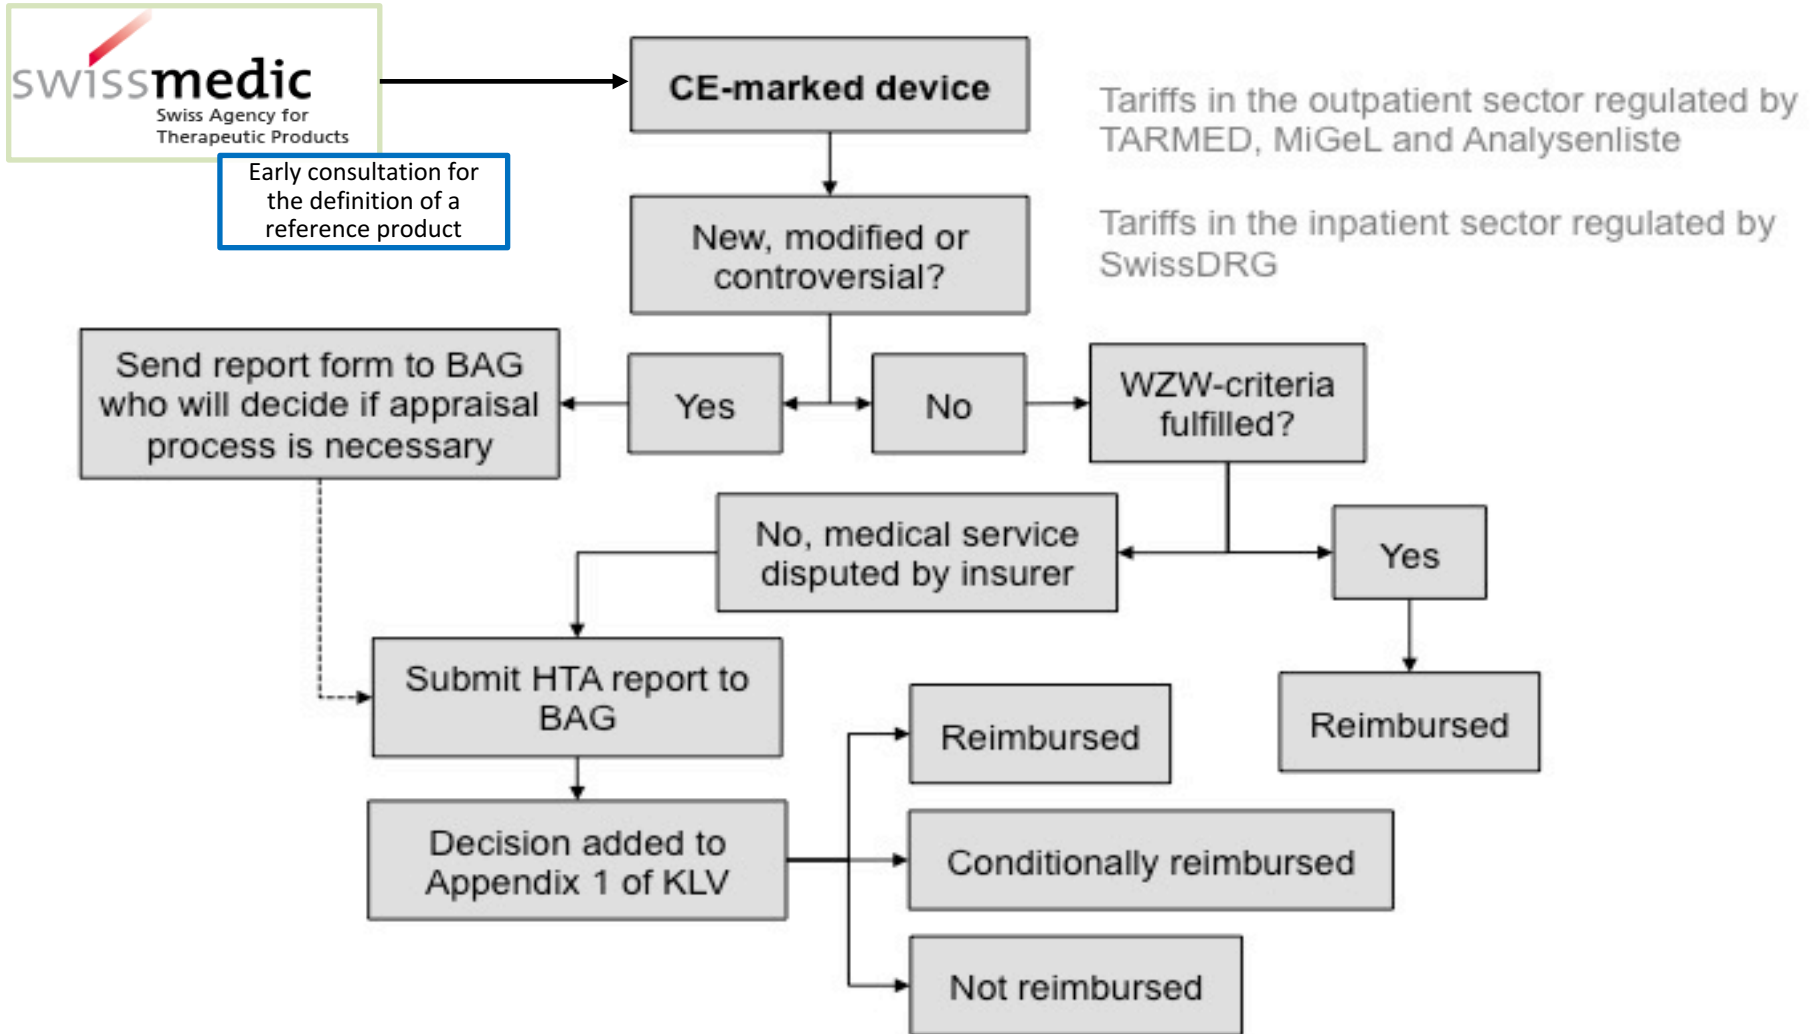 swissmedic
Swiss Agency for
Therapeutic Products
Early consultation for
the definition of a
reference product
CE-marked device
Tariffs in the outpatient sector regulated by
TARMED, MiGeL and Analysenliste
Tariffs in the inpatient sector regulated by
SwissDRG
New, modified or
controversial?
Send report form to BAG
who will decide if appraisal
process is necessary
Yes
No
WZW-criteria
fulfilled?
No, medical service
disputed by insurer
Yes
Submit HTA report to
BAG
Reimbursed
Reimbursed
Decision added to
Appendix 1 of KLV
Conditionally reimbursed
Not reimbursed